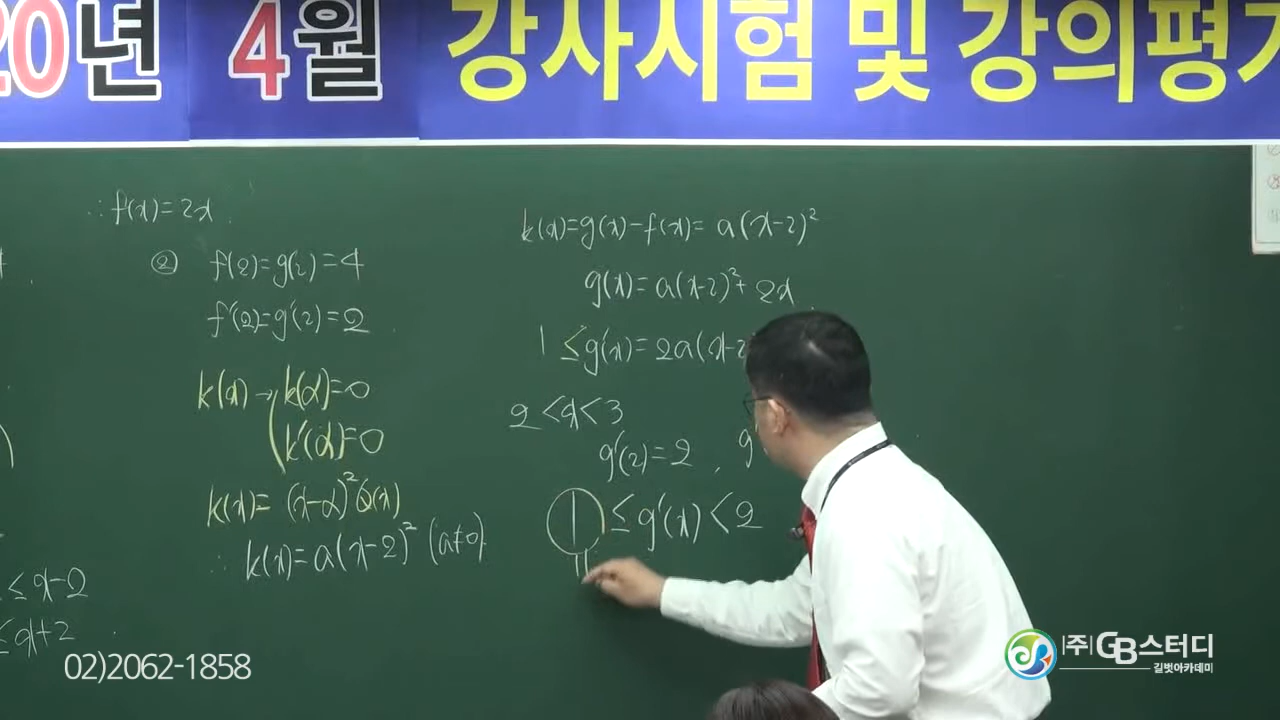 20년 4월 강사시험 및 강의평가
∴ f(x)=2x
② f(2)=g(2)=4
f'(2)=g'(2)=2
k(x)→ k(α)=0
k'(α)=0
k(x)= (x-α)²Q(x)
∴ k(x)=a(x-2)² (a≠0)
≤x-2
≤x+2
k(x)=g(x)-f(x)= a(x-2)²
g(x)=a(x-2)²+2x
1≤g'(x)=2a(x-2
2<x<3
g'(2)=2 , g
1≤g'(x)<2
02)2062-1858
(주)GB스터디
길벗아카데미